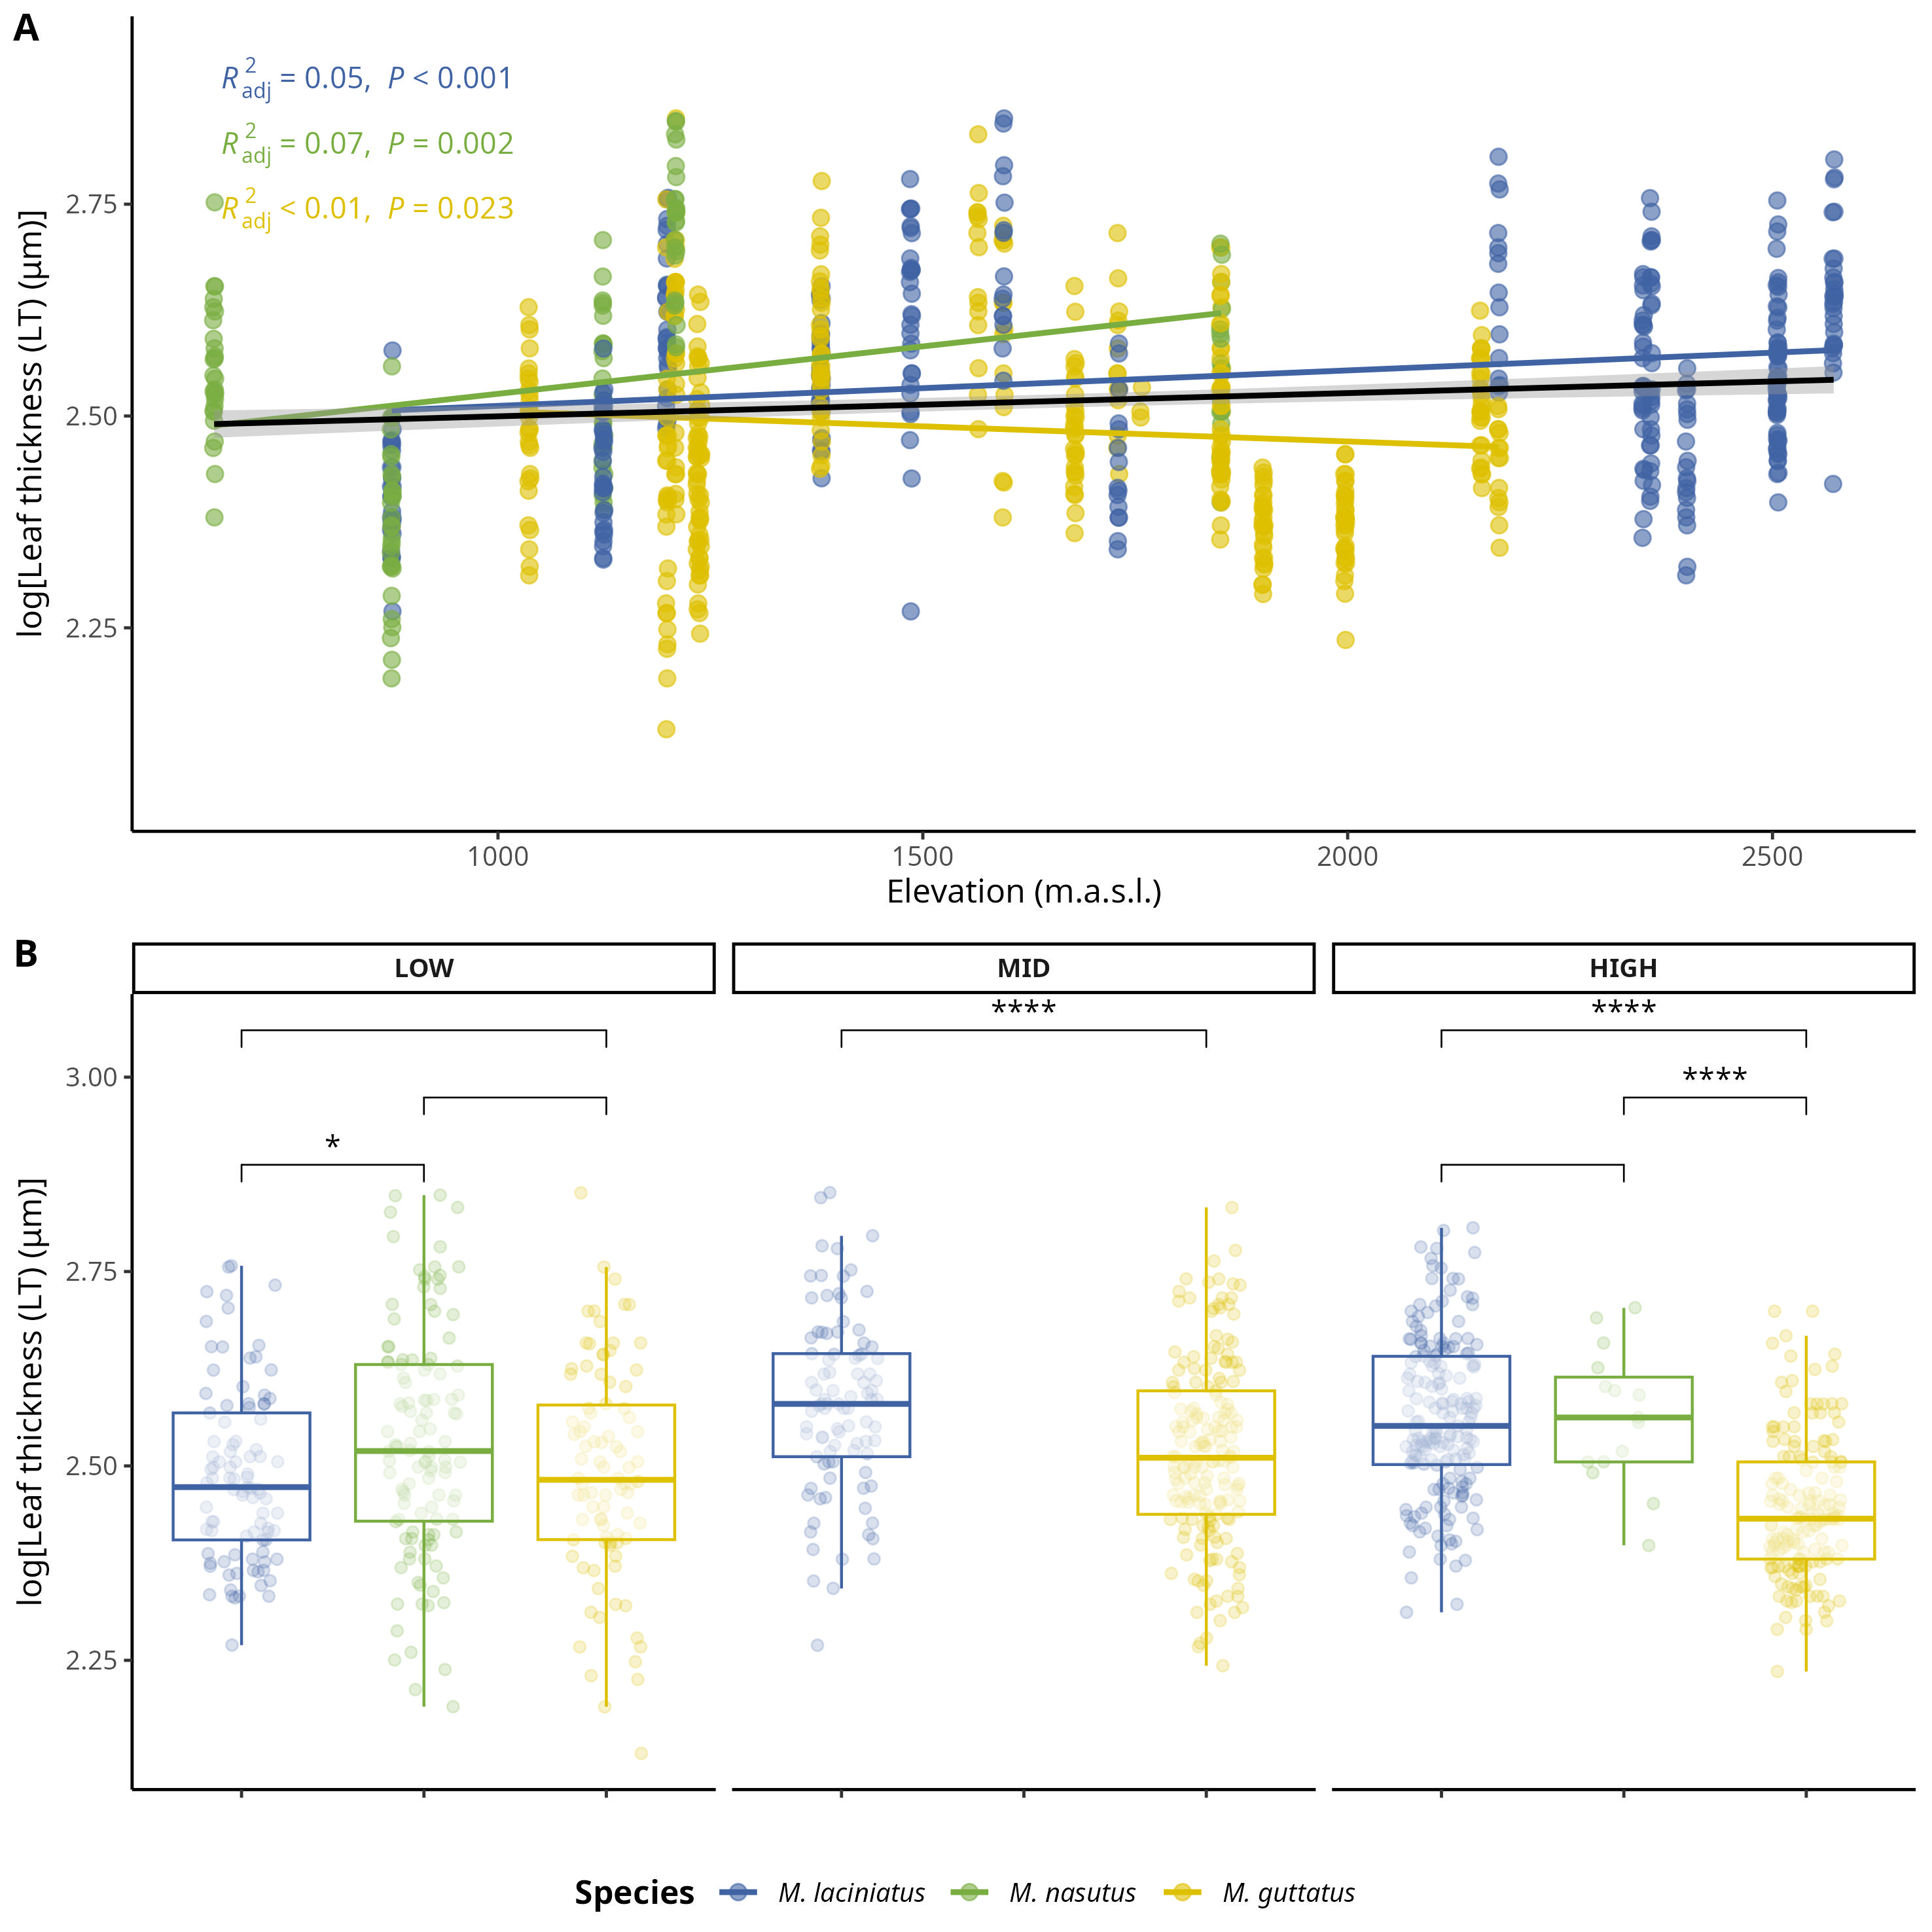 A
R²adj = 0.05, P < 0.001
R²adj = 0.07, P = 0.002
R²adj < 0.01, P = 0.023
log[Leaf thickness (LT) (µm)]
2.75
2.50
2.25
1000 1500 2000 2500
Elevation (m.a.s.l.)
B
LOW MID HIGH
**** ****
****
*
log[Leaf thickness (LT) (µm)]
3.00
2.75
2.50
2.25
Species M. laciniatus M. nasutus M. guttatus